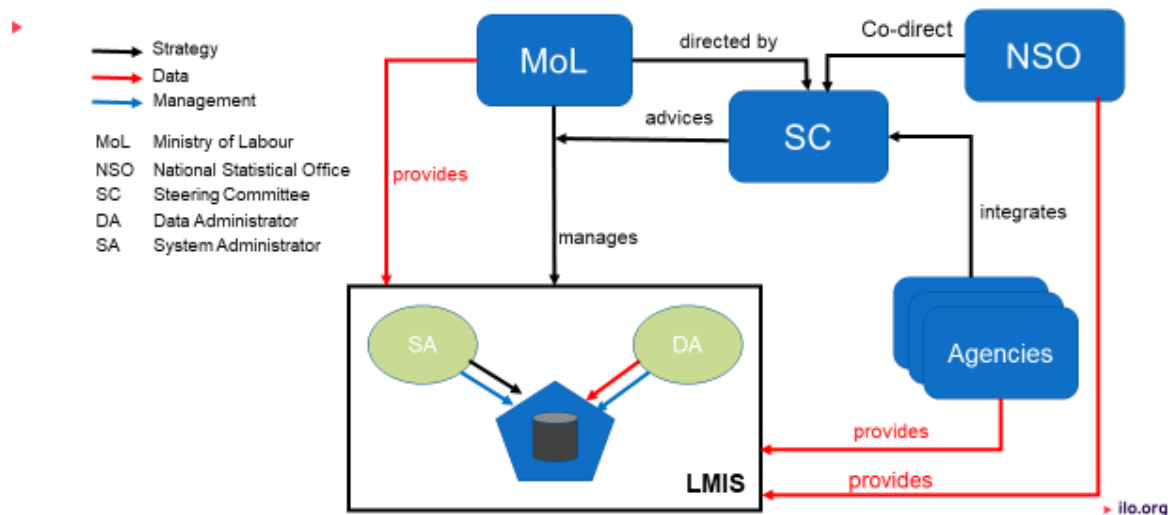 Strategy
Data
Management
MoL Ministry of Labour
NSO National Statistical Office
SC Steering Committee
DA Data Administrator
SA System Administrator
MoL
directed by
Co-direct
NSO
advices
SC
provides
manages
integrates
SA
DA
Agencies
provides
LMIS
provides
ilo.org